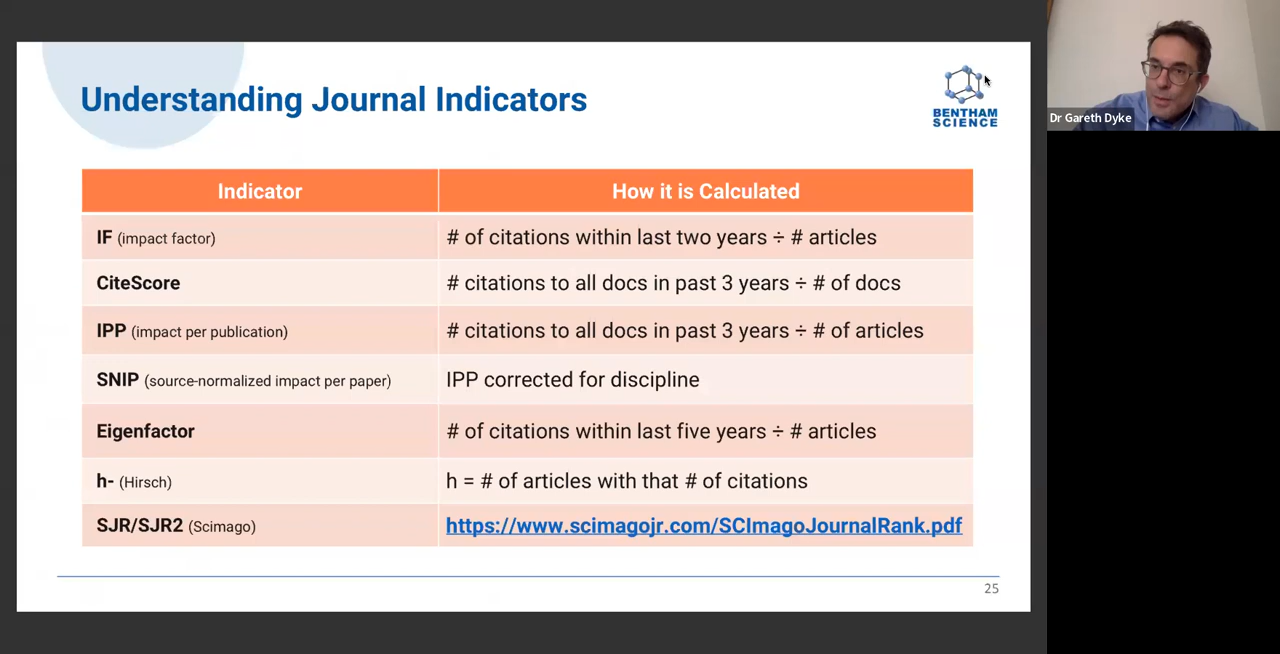 Understanding Journal Indicators
BENTHAM
SCIENCE
Dr Gareth Dyke
Indicator How it is Calculated
IF (impact factor) # of citations within last two years ÷ # articles
CiteScore # citations to all docs in past 3 years ÷ # of docs
IPP (impact per publication) # citations to all docs in past 3 years ÷ # of articles
SNIP (source-normalized impact per paper) IPP corrected for discipline
Eigenfactor # of citations within last five years ÷ # articles
h- (Hirsch) h = # of articles with that # of citations
SJR/SJR2 (Scimago) https://www.scimagojr.com/SCImagoJournalRank.pdf
25